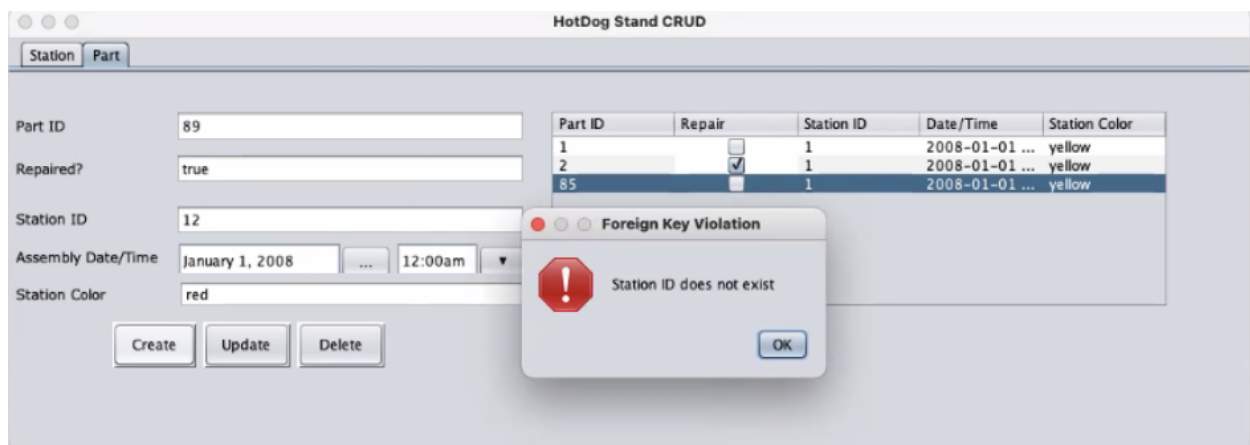 HotDog Stand CRUD
Station Part
Part ID 89
Repaired? true
Station ID 12
Assembly Date/Time January 1, 2008 ... 12:00am
Station Color red
Create Update Delete
Part ID Repair Station ID Date/Time Station Color
1 1 2008-01-01 ... yellow
2 1 2008-01-01 ... yellow
85 1 2008-01-01 ... yellow
Foreign Key Violation
Station ID does not exist
OK